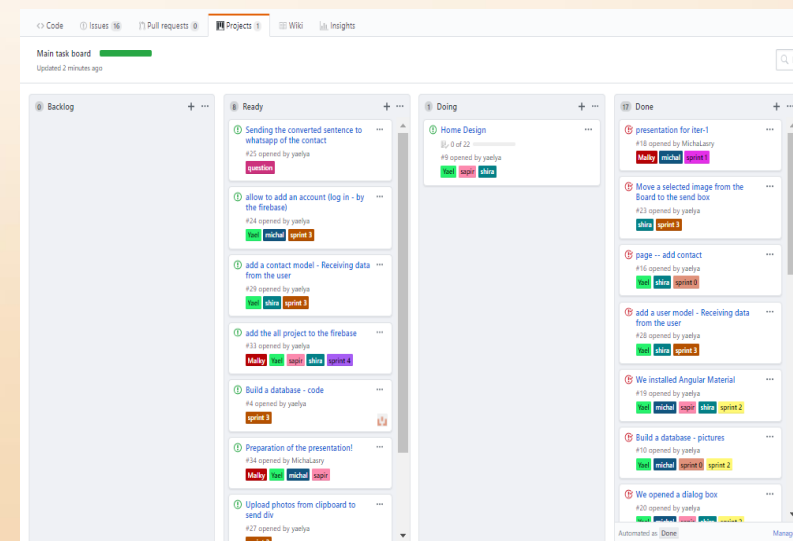 Code Issues 16 Pull requests 0 Projects 1 Wiki Insights
Main task board
Updated 2 minutes ago
0 Backlog
8 Ready
Sending the converted sentence to
whatsapp of the contact
#25 opened by yaelya
question
allow to add an account (log in - by
the firebase)
#24 opened by yaelya
Yael michal sprint 3
add a contact model - Receiving data
from the user
#29 opened by yaelya
Yael shira sprint 3
add the all project to the firebase
#33 opened by yaelya
Malky Yael sapir shira sprint 4
Build a database - code
#4 opened by yaelya
sprint 3
Preparation of the presentation!
#34 opened by MichaLasry
Malky Yael michal sapir
Upload photos from clipboard to
send div
#27 opened by yaelya
1 Doing
Home Design
0 of 22
#9 opened by yaelya
Yael sapir shira
17 Done
presentation for iter-1
#18 opened by MichaLasry
Malky michal sprint 1
Move a selected image from the
Board to the send box
#23 opened by yaelya
shira sprint 3
page -- add contact
#16 opened by yaelya
Yael shira sprint 0
add a user model - Receiving data
from the user
#28 opened by yaelya
Yael shira sprint 3
We installed Angular Material
#19 opened by yaelya
Yael michal sapir shira sprint 2
Build a database - pictures
#10 opened by yaelya
Yael michal sprint 0 sprint 2
We opened a dialog box
#20 opened by yaelya
Automated as Done Manage